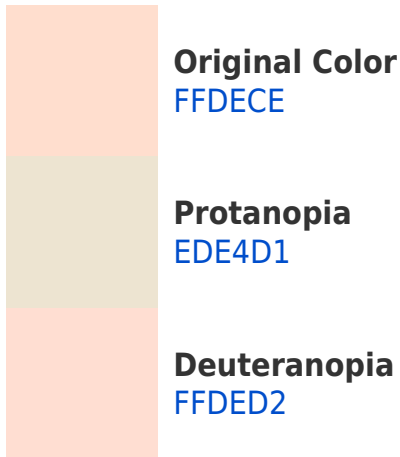 Original Color
FFDECE
Protanopia
EDE4D1
Deuteranopia
FFDED2